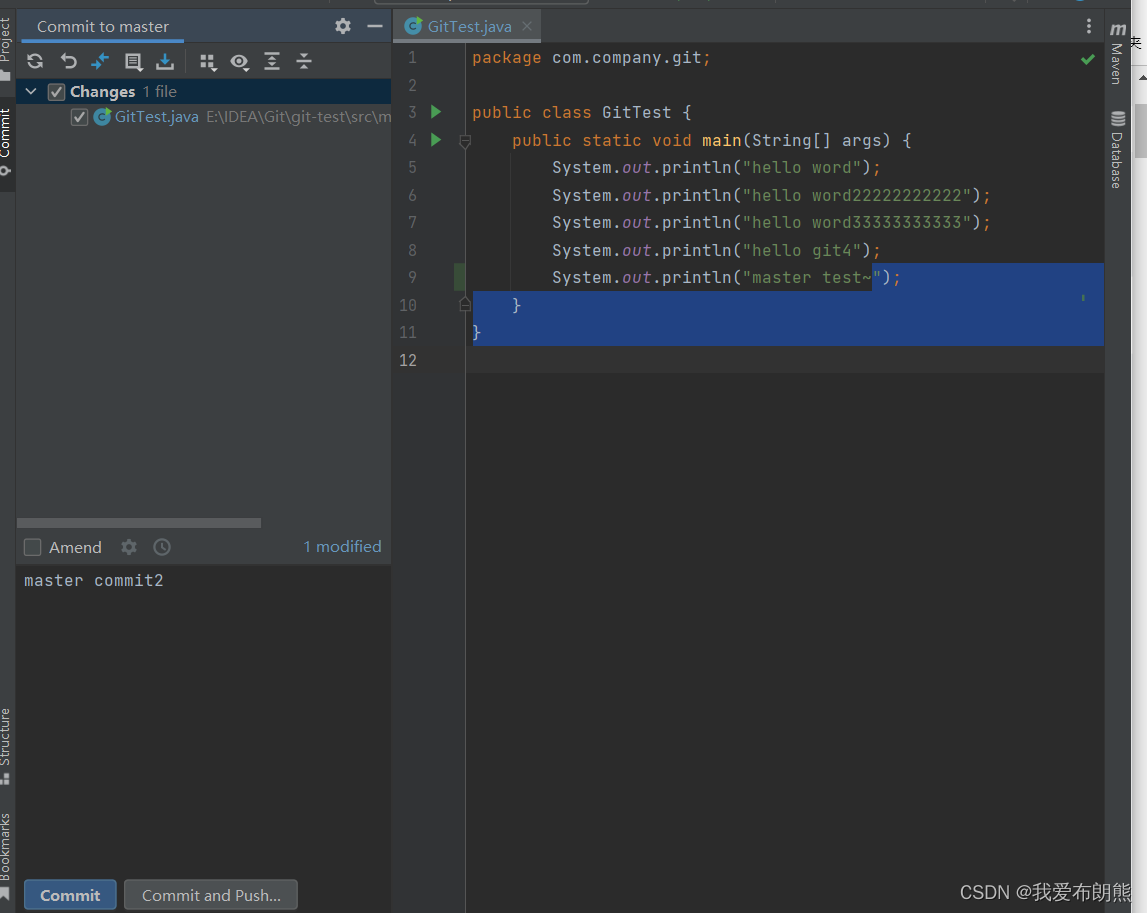 Commit to master
GitTest.java
Project
Commit
Structure
Bookmarks
Changes 1 file
GitTest.java E:\IDEA\Git\git-test\src\m
Amend
1 modified
master commit2
Commit
Commit and Push...
1 package com.company.git;
2
3 public class GitTest {
4 public static void main(String[] args) {
5 System.out.println("hello word");
6 System.out.println("hello word22222222222");
7 System.out.println("hello word33333333333");
8 System.out.println("hello git4");
9 System.out.println("master test~");
10 }
11 }
12
m
Maven
Database
夹
CSDN @我爱布朗熊